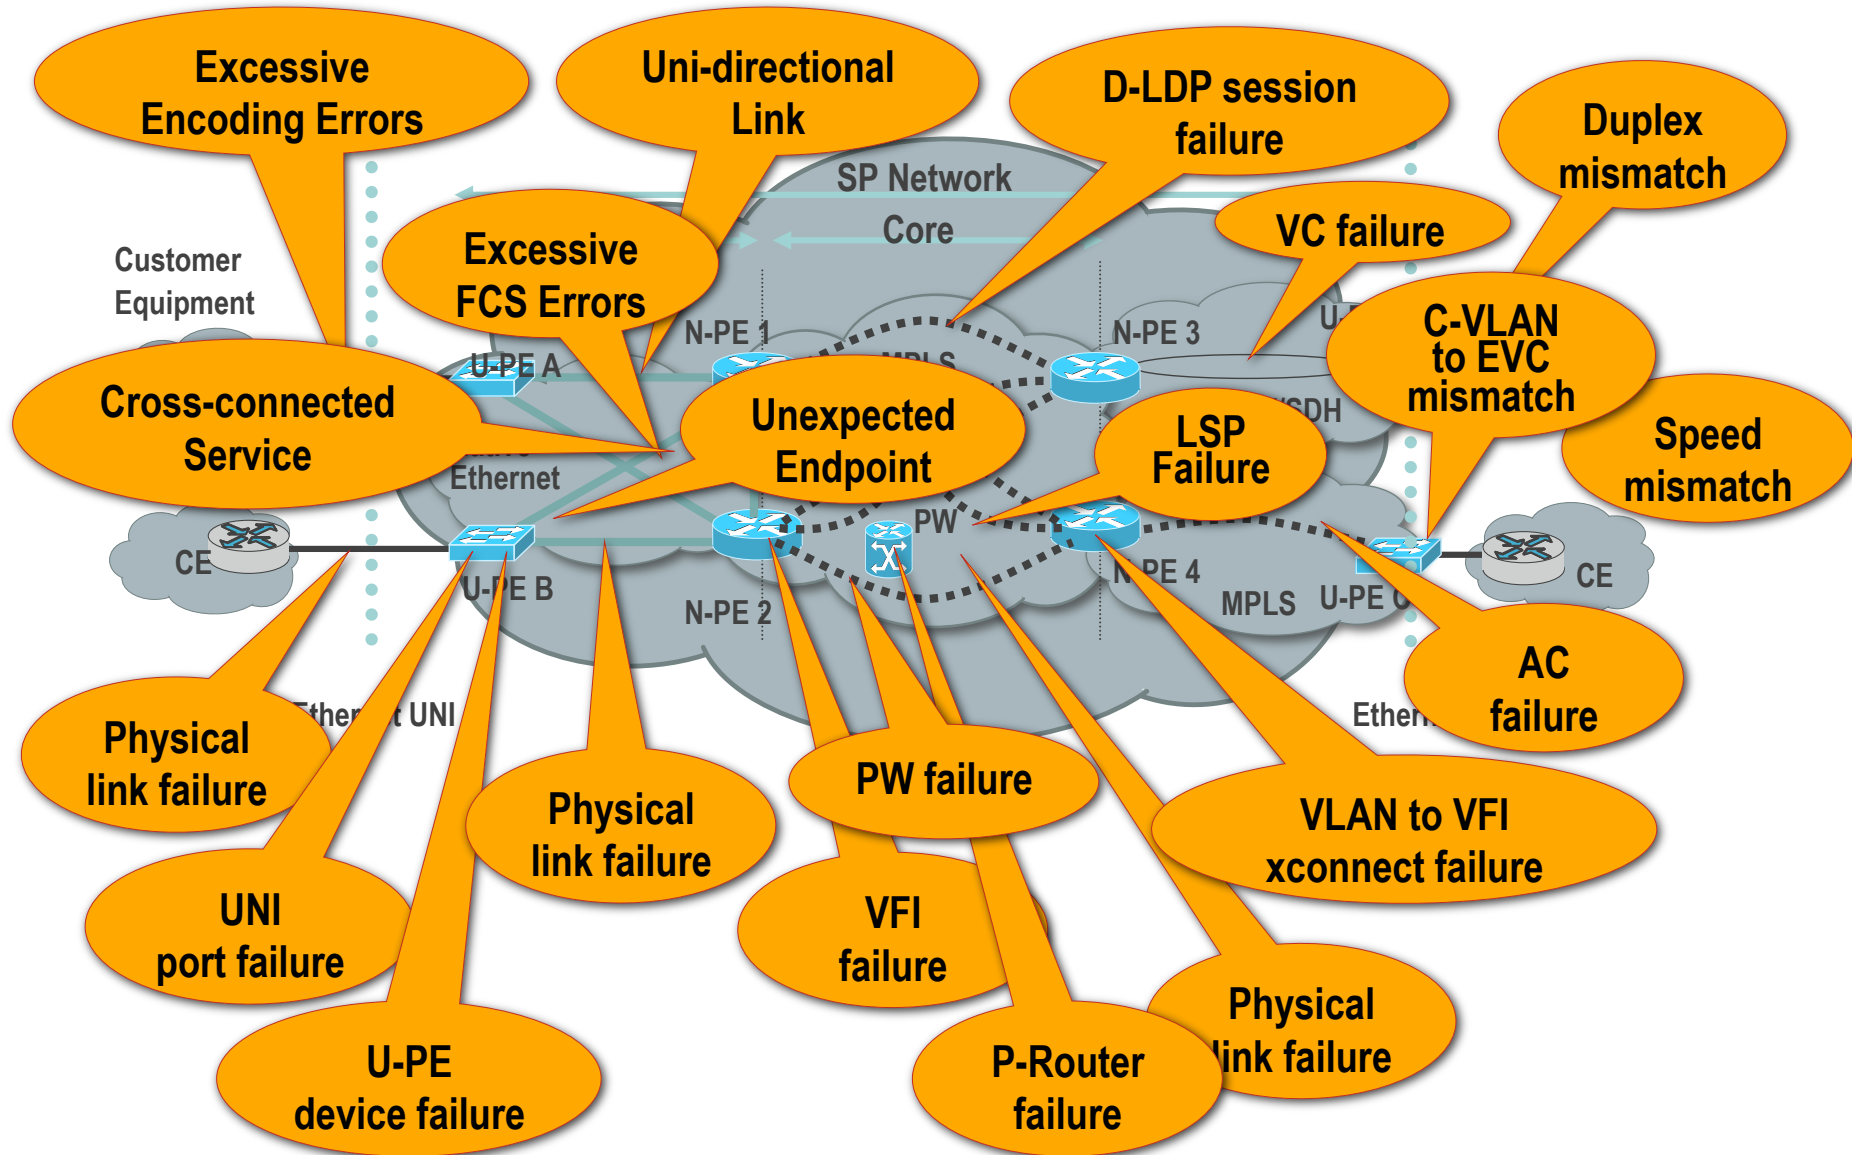 Excessive
Encoding Errors
Uni-directional
Link
D-LDP session
failure
Duplex
mismatch
SP Network
Core
VC failure
Customer
Equipment
Excessive
FCS Errors
N-PE 1
N-PE 3
C-VLAN
to EVC
mismatch
U-PE A
MPLS
Cross-connected
Service
Unexpected
Endpoint
LSP
Failure
Speed
mismatch
Ethernet
PW
CE
U-PE B
N-PE 2
N-PE 4
MPLS
U-PE C
CE
Physical
link failure
Ethernet UNI
AC
failure
Physical
link failure
PW failure
VLAN to VFI
xconnect failure
UNI
port failure
VFI
failure
Physical
link failure
U-PE
device failure
P-Router
failure